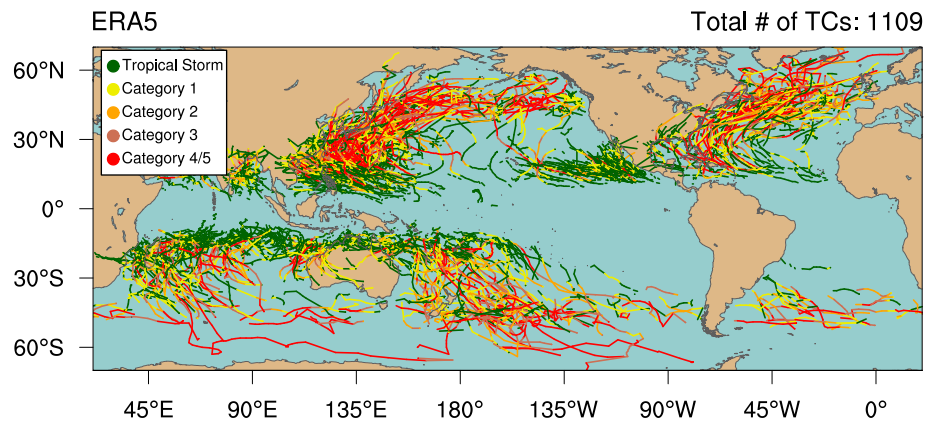 ERA5 Total # of TCs: 1109
Tropical Storm
Category 1
Category 2
Category 3
Category 4/5
60°N
30°N
0°
30°S
60°S
45°E 90°E 135°E 180° 135°W 90°W 45°W 0°